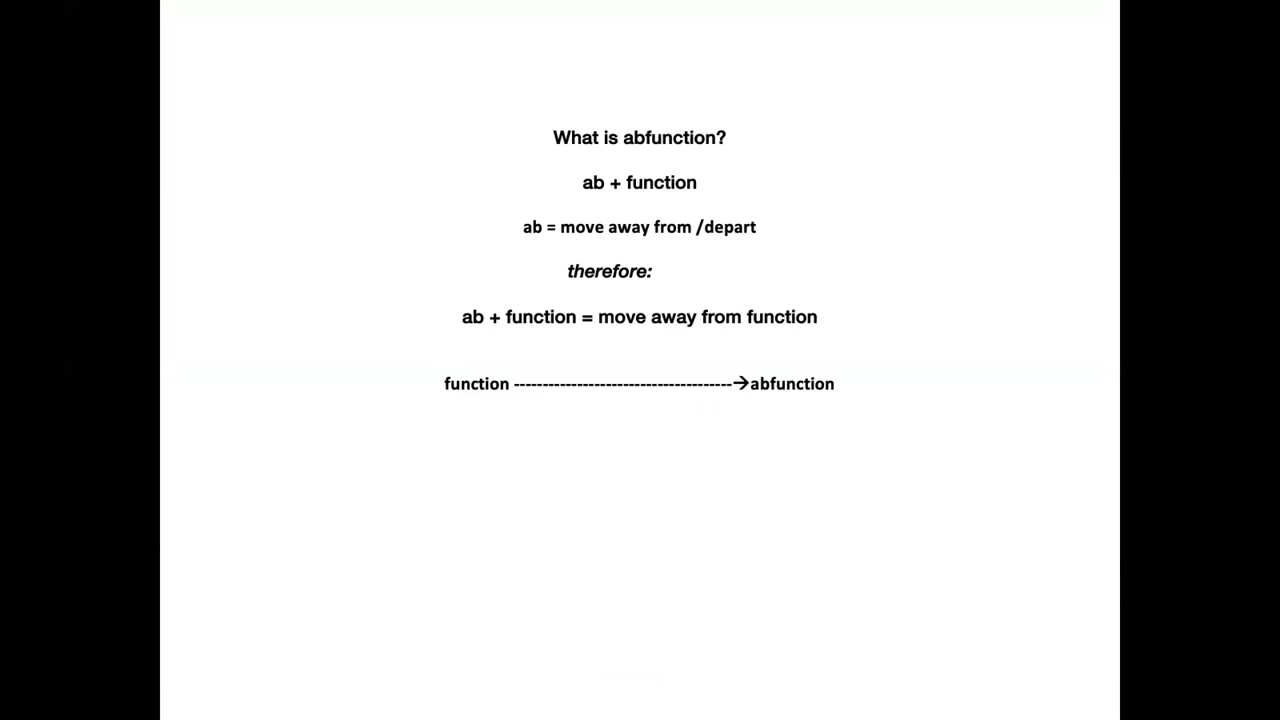 What is abfunction?
ab + function
ab = move away from /depart
therefore:
ab + function = move away from function
function --------------------------------------→abfunction